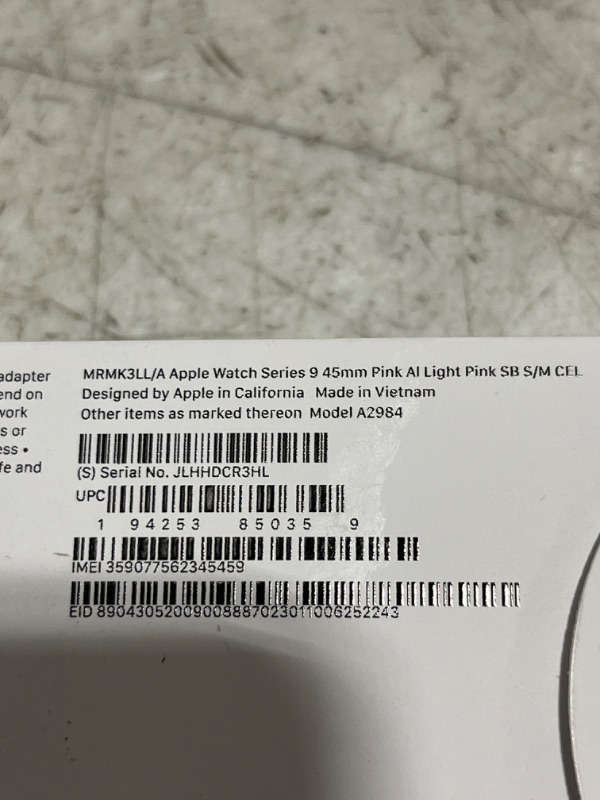 adapter
end on
work
s or
ess •
fe and
MRMK3LL/A Apple Watch Series 9 45mm Pink Al Light Pink SB S/M CEL
Designed by Apple in California Made in Vietnam
Other items as marked thereon Model A2984
(S) Serial No. JLHHDCR3HL
UPC
1 94253 85035 9
IMEI 359077562345459
EID 89043052009008887023011006252243